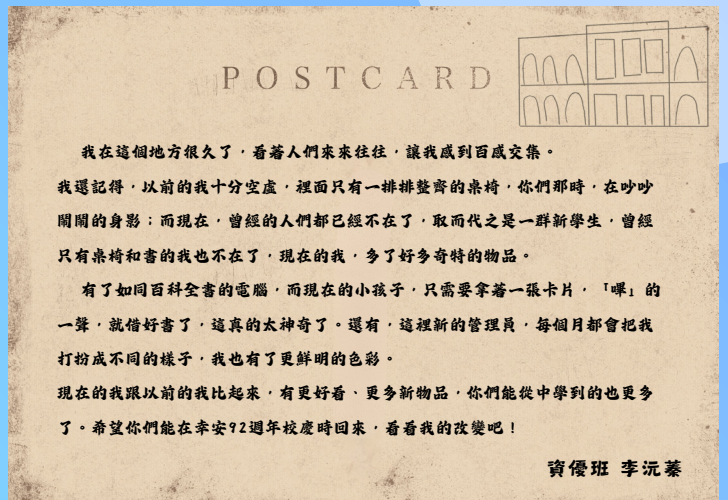 POSTCARD
我在這個地方很久了，看著人們來來往往，讓我感到百感交集。
我還記得，以前的我十分空虛，裡面只有一排排整齊的桌椅，你們那時，在吵吵
鬧鬧的身影；而現在，曾經的人們都已經不在了，取而代之是一群新學生，曾經
只有桌椅和書的我也不在了，現在的我，多了好多奇特的物品。
有了如同百科全書的電腦，而現在的小孩子，只需要拿著一張卡片，「嗶」的
一聲，就借好書了，這真的太神奇了。還有，這裡新的管理員，每個月都會把我
打扮成不同的樣子，我也有了更鮮明的色彩。
現在的我跟以前的我比起來，有更好看、更多新物品，你們能從中學到的也更多
了。希望你們能在幸安92週年校慶時回來，看看我的改變吧！
資優班 李沅蓁